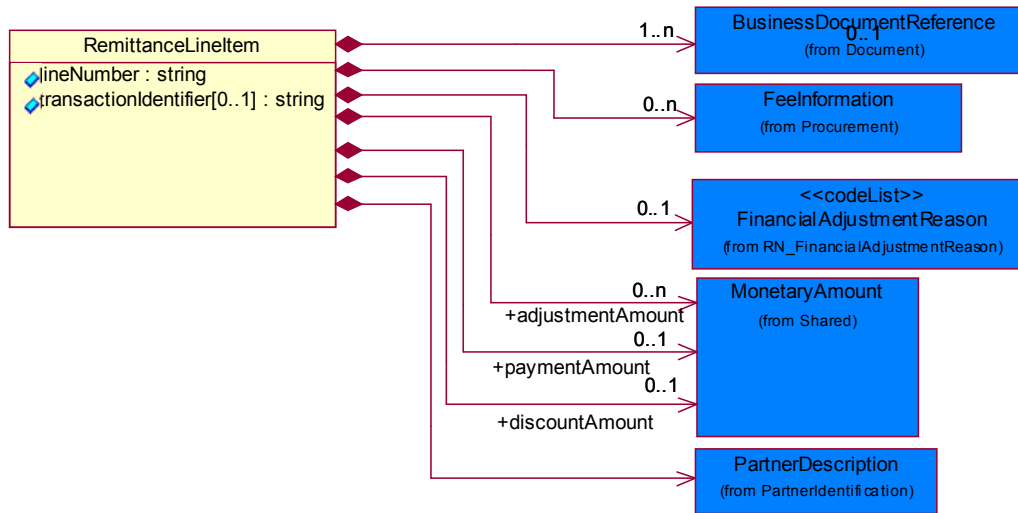 RemittanceLineItem
lineNumber : string
transactionIdentifier[0..1] : string
1..n
BusinessDocumentReference
0..1
(from Document)
0..n
FeeInformation
(from Procurement)
0..1
<<codeList>>
FinancialAdjustmentReason
(from RN_FinancialAdjustmentReason)
0..n
+adjustmentAmount
MonetaryAmount
(from Shared)
0..1
+paymentAmount
0..1
+discountAmount
PartnerDescription
(from PartnerIdentification)